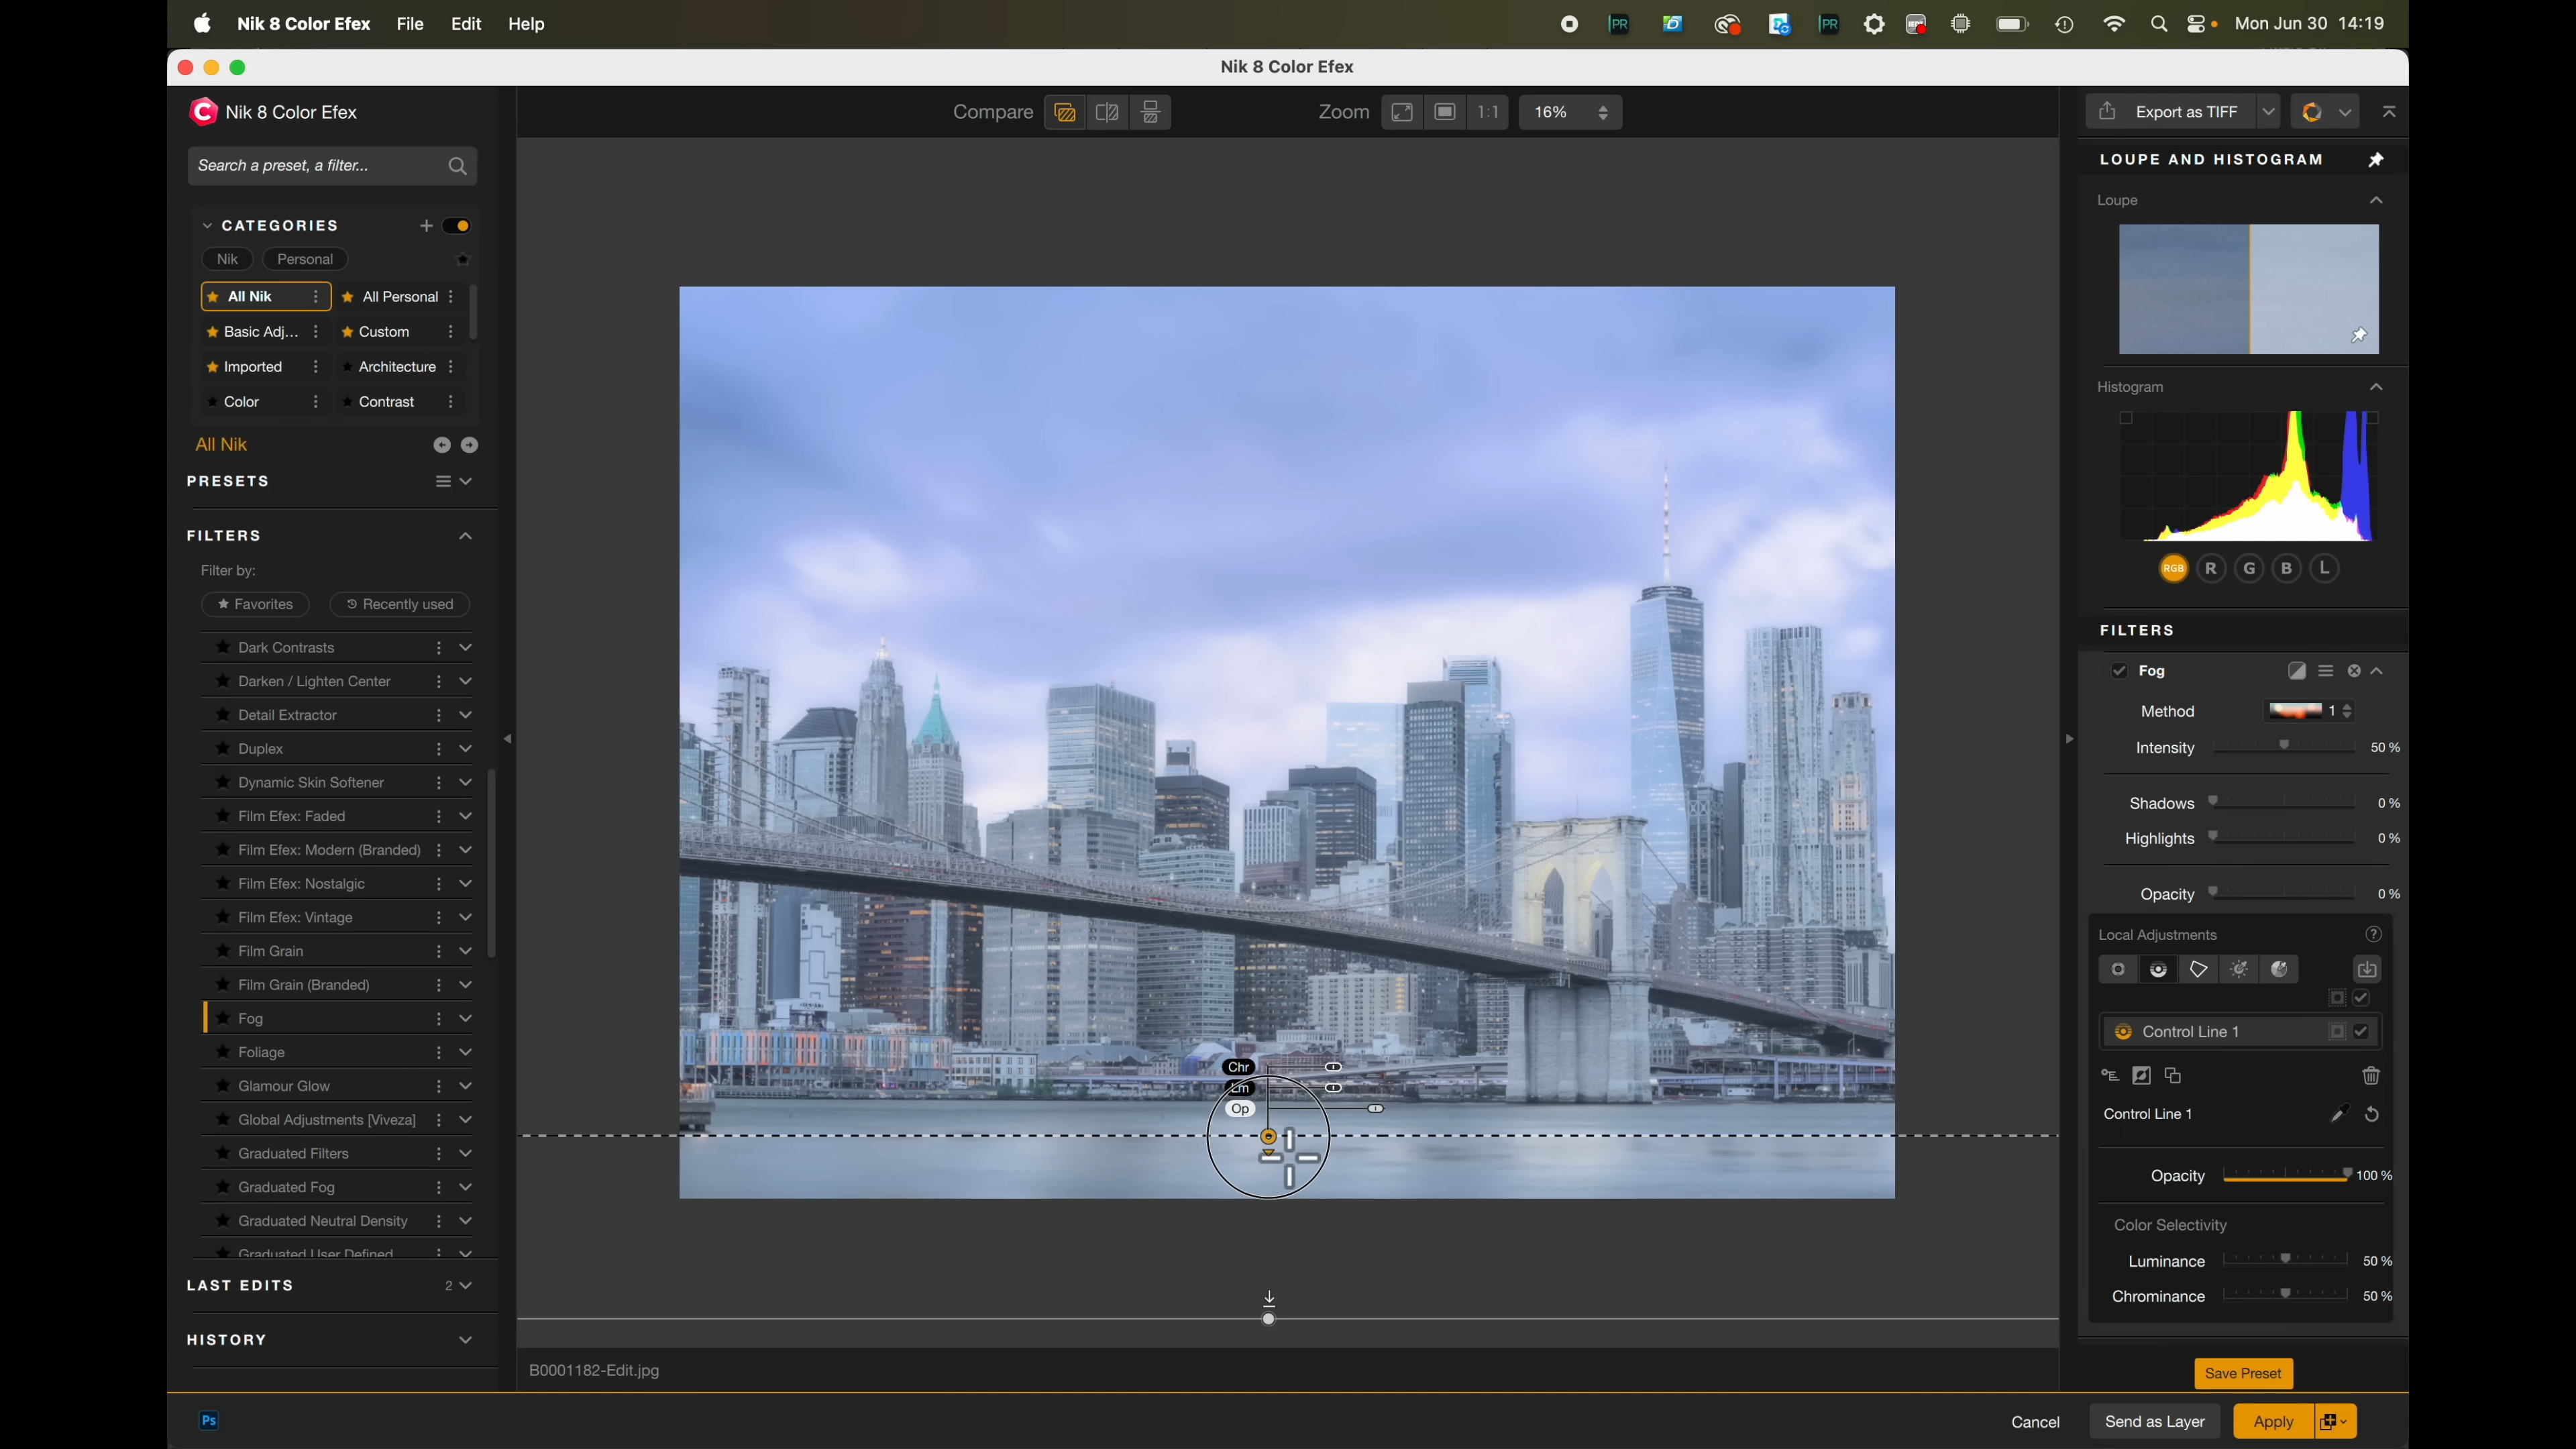 Nik 8 Color Efex File Edit Help
PR PR Mon Jun 30 14:19
Nik 8 Color Efex
Nik 8 Color Efex
Compare Zoom 1:1 16%
Export as TIFF
Search a preset, a filter...
LOUPE AND HISTOGRAM
Loupe
CATEGORIES
Nik Personal
All Nik All Personal
Basic Adj... Custom
Imported Architecture
Color Contrast
Histogram
All Nik
PRESETS
FILTERS
Filter by:
Favorites Recently used
RGB R G B L
FILTERS
Dark Contrasts
Darken / Lighten Center
Detail Extractor
Duplex
Dynamic Skin Softener
Film Efex: Faded
Film Efex: Modern (Branded)
Film Efex: Nostalgic
Film Efex: Vintage
Film Grain
Film Grain (Branded)
Fog
Foliage
Glamour Glow
Global Adjustments [Viveza]
Graduated Filters
Graduated Fog
Graduated Neutral Density
Graduated User Defined
Fog
Method 1
Intensity 50 %
Shadows 0 %
Highlights 0 %
Opacity 0 %
Local Adjustments ?
Control Line 1
Chr
Lm
Op
Control Line 1
Opacity 100 %
Color Selectivity
Luminance 50 %
Chrominance 50 %
LAST EDITS 2
HISTORY
B0001182-Edit.jpg
Save Preset
Ps
Cancel Send as Layer Apply